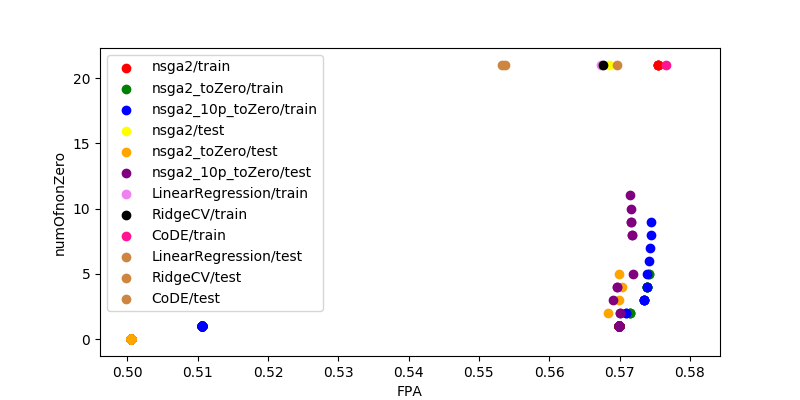 nsga2/train
nsga2_toZero/train
nsga2_10p_toZero/train
nsga2/test
nsga2_toZero/test
nsga2_10p_toZero/test
LinearRegression/train
RidgeCV/train
CoDE/train
LinearRegression/test
RidgeCV/test
CoDE/test
numOfnonZero
20
15
10
5
0
0.50 0.51 0.52 0.53 0.54 0.55 0.56 0.57 0.58
FPA